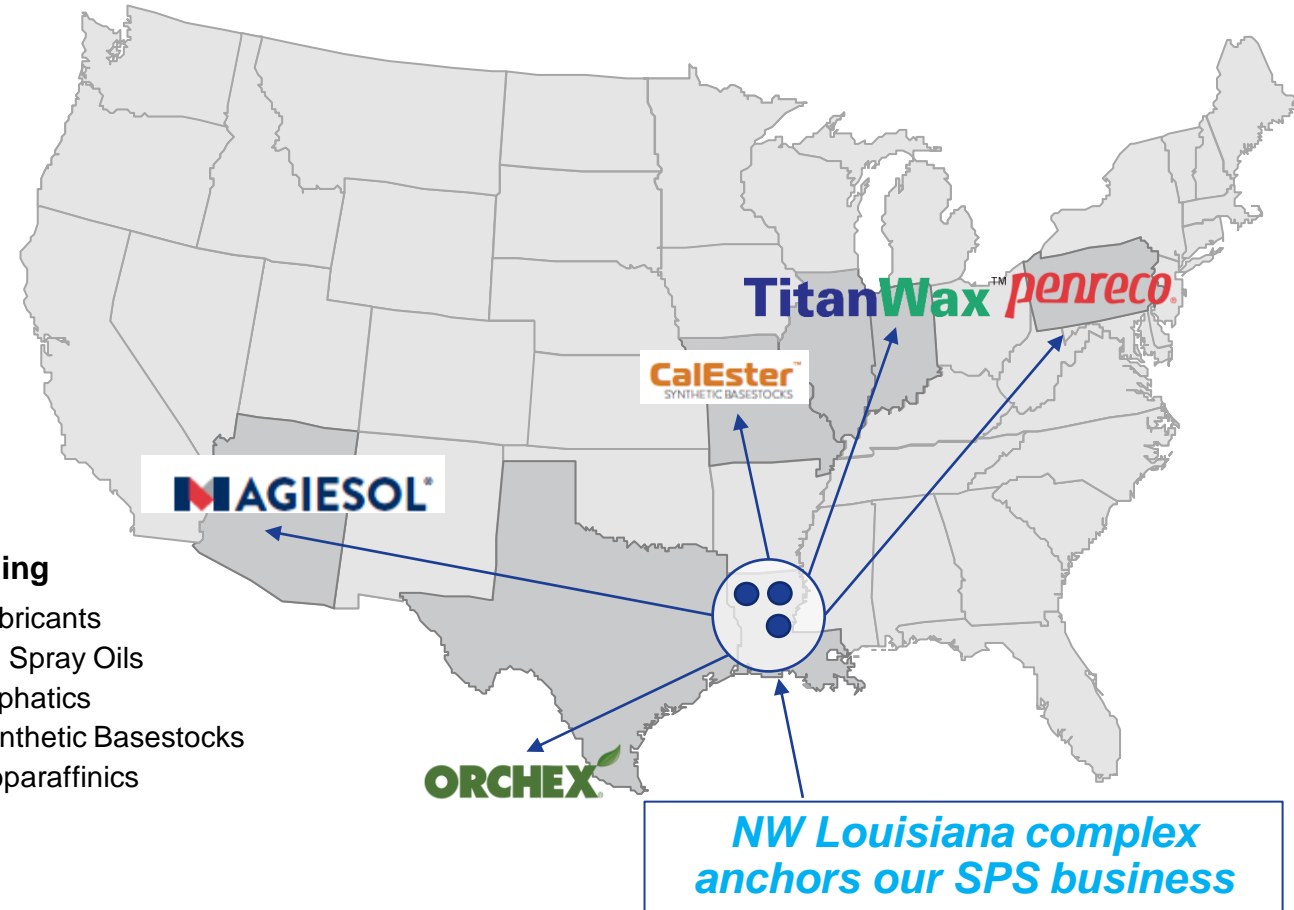 TitanWax™ penreco®
CalEster™
SYNTHETIC BASESTOCKS
MAGIESOL®
ing
bricants
Spray Oils
phatics
nthetic Basestocks
oparaffinics
ORCHEX®
NW Louisiana complex
anchors our SPS business